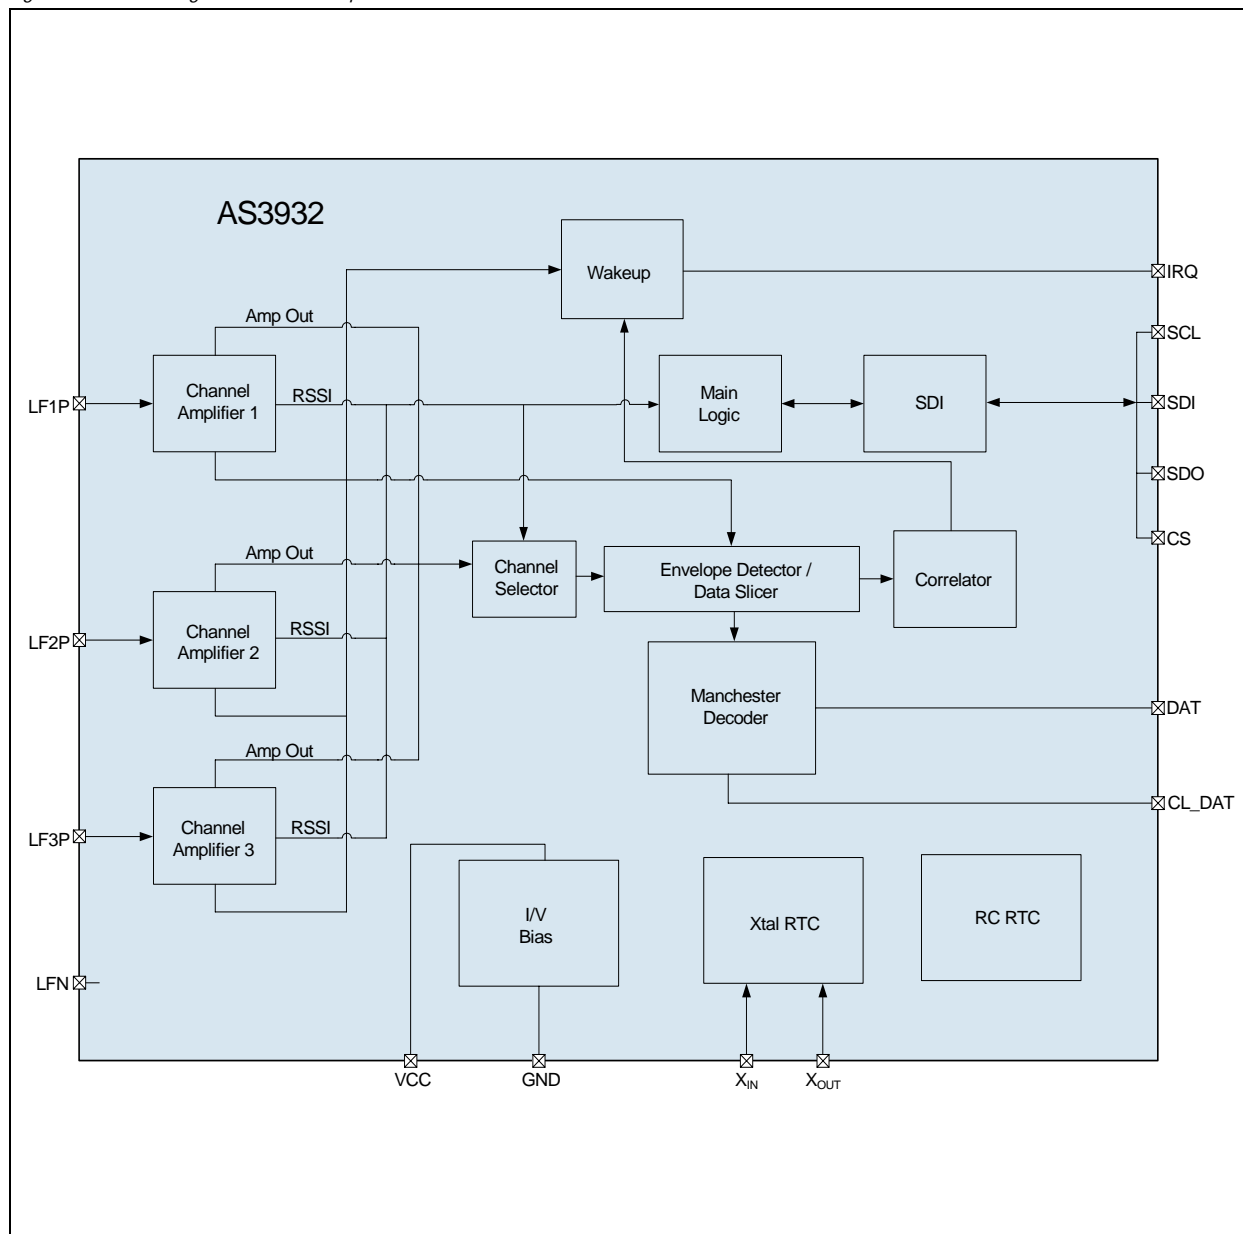 AS3932
Wakeup
IRQ
SCL
Amp Out
Channel
Amplifier 1
RSSI
Main
Logic
SDI
SDI
LF1P
SDO
CS
Amp Out
Channel
Selector
Envelope Detector /
Data Slicer
Correlator
LF2P
Channel
Amplifier 2
RSSI
Manchester
Decoder
DAT
Amp Out
CL_DAT
LF3P
Channel
Amplifier 3
RSSI
I/V
Bias
Xtal RTC
RC RTC
LFN
VCC
GND
XIN
XOUT